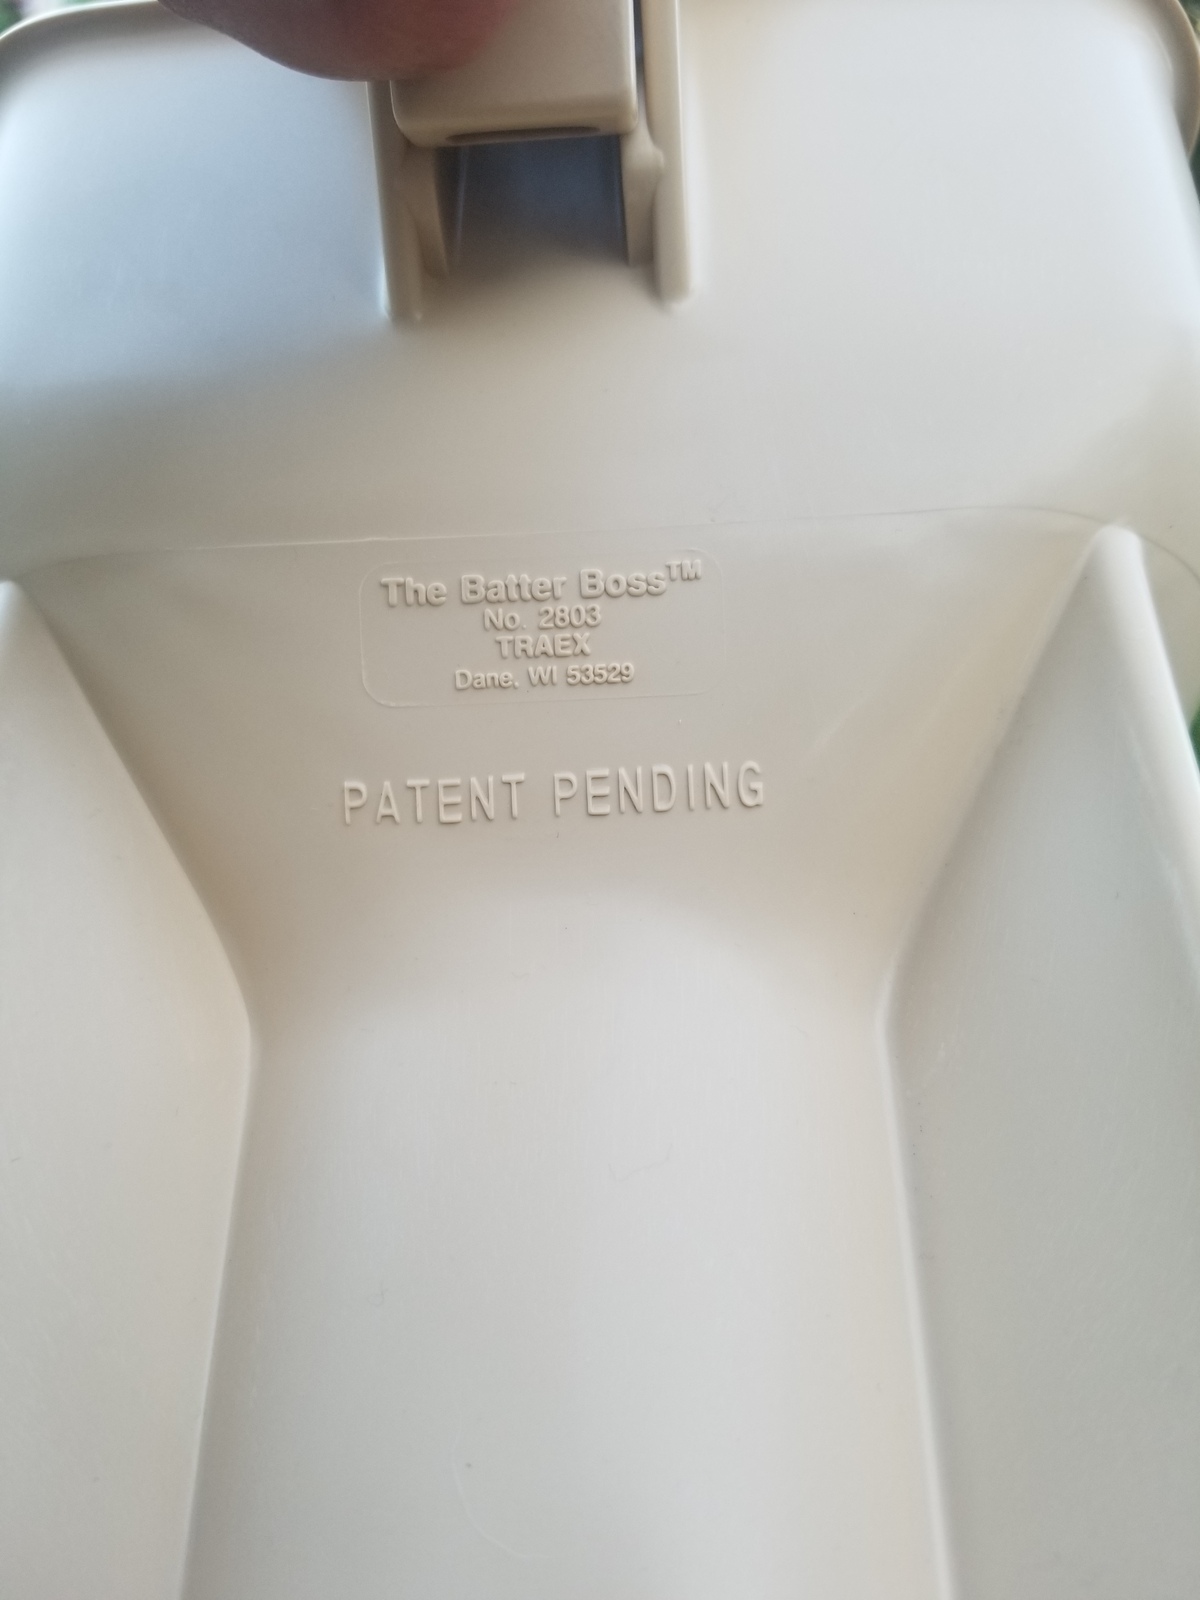 The Batter Boss™
No. 2803
TRAEX
Dane, WI 53529
PATENT PENDING